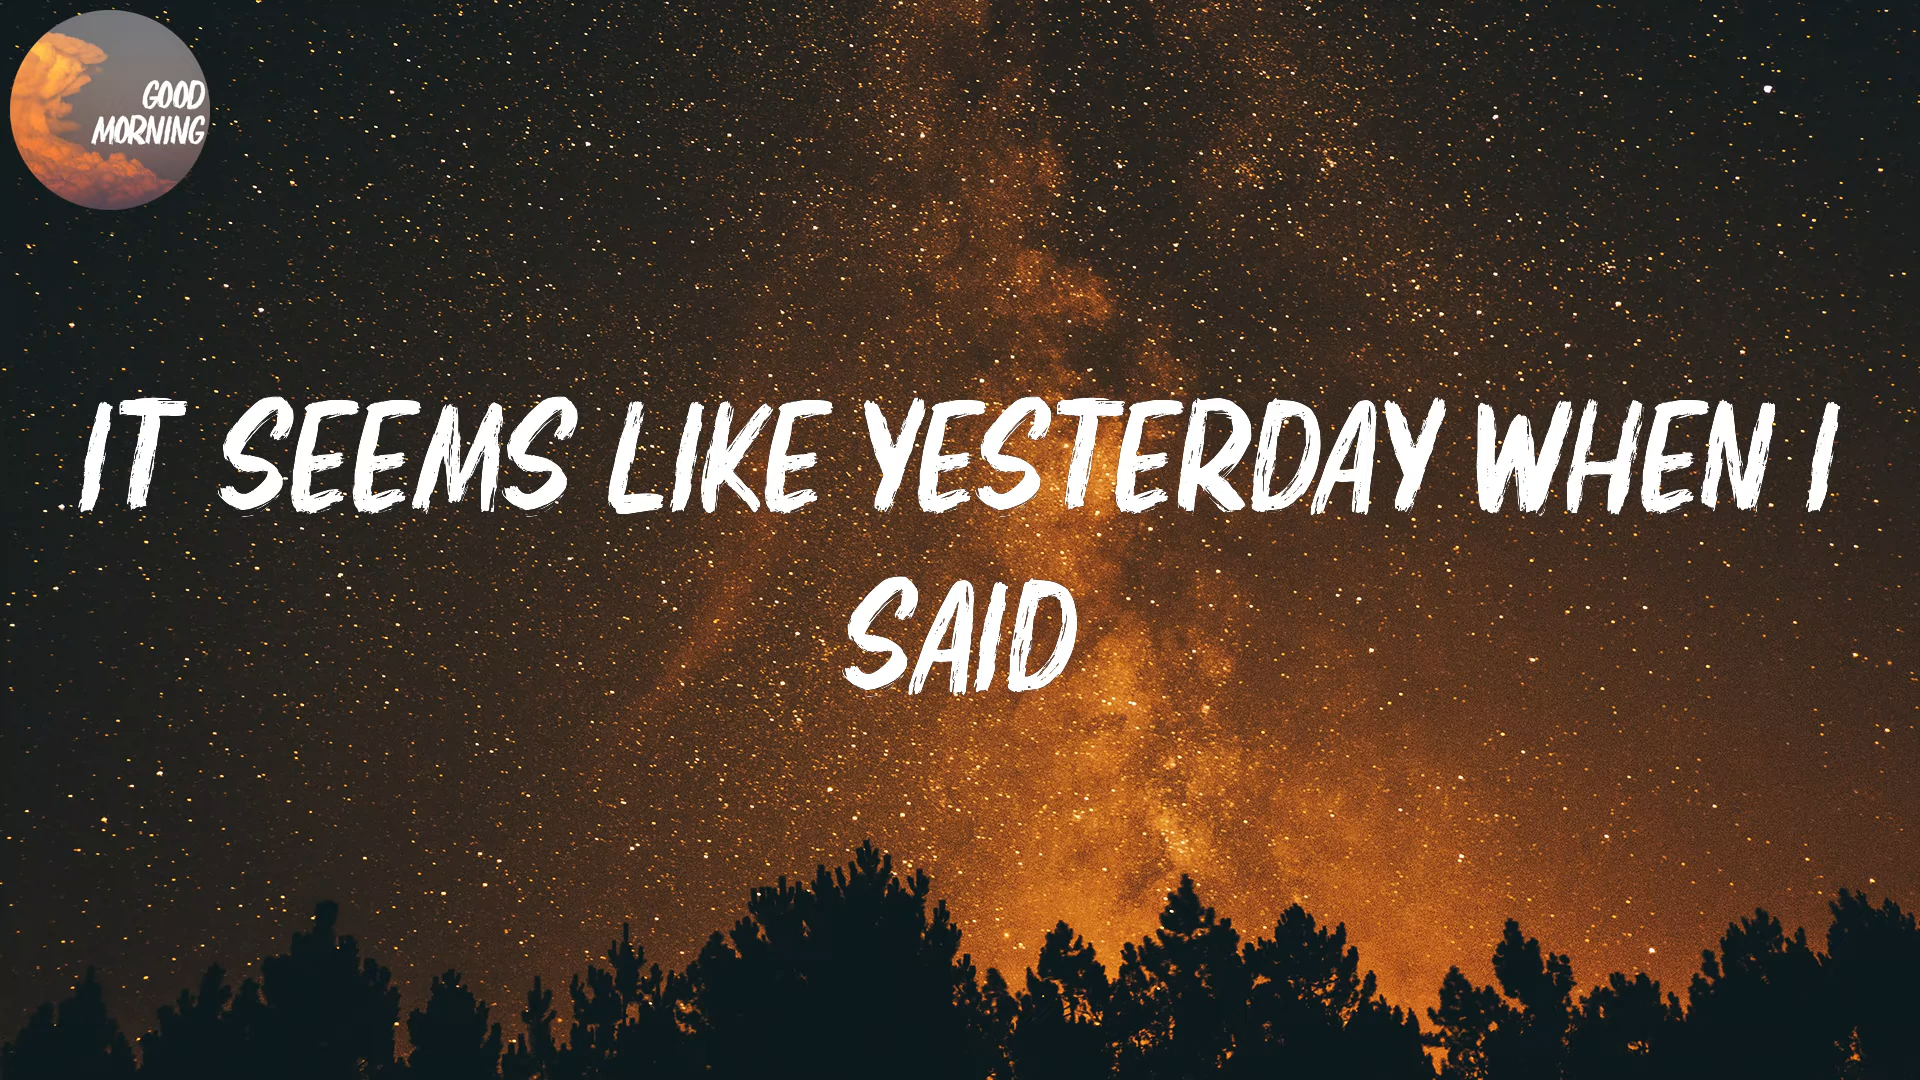 GOOD
MORNING
IT SEEMS LIKE YESTERDAY WHEN I
SAID